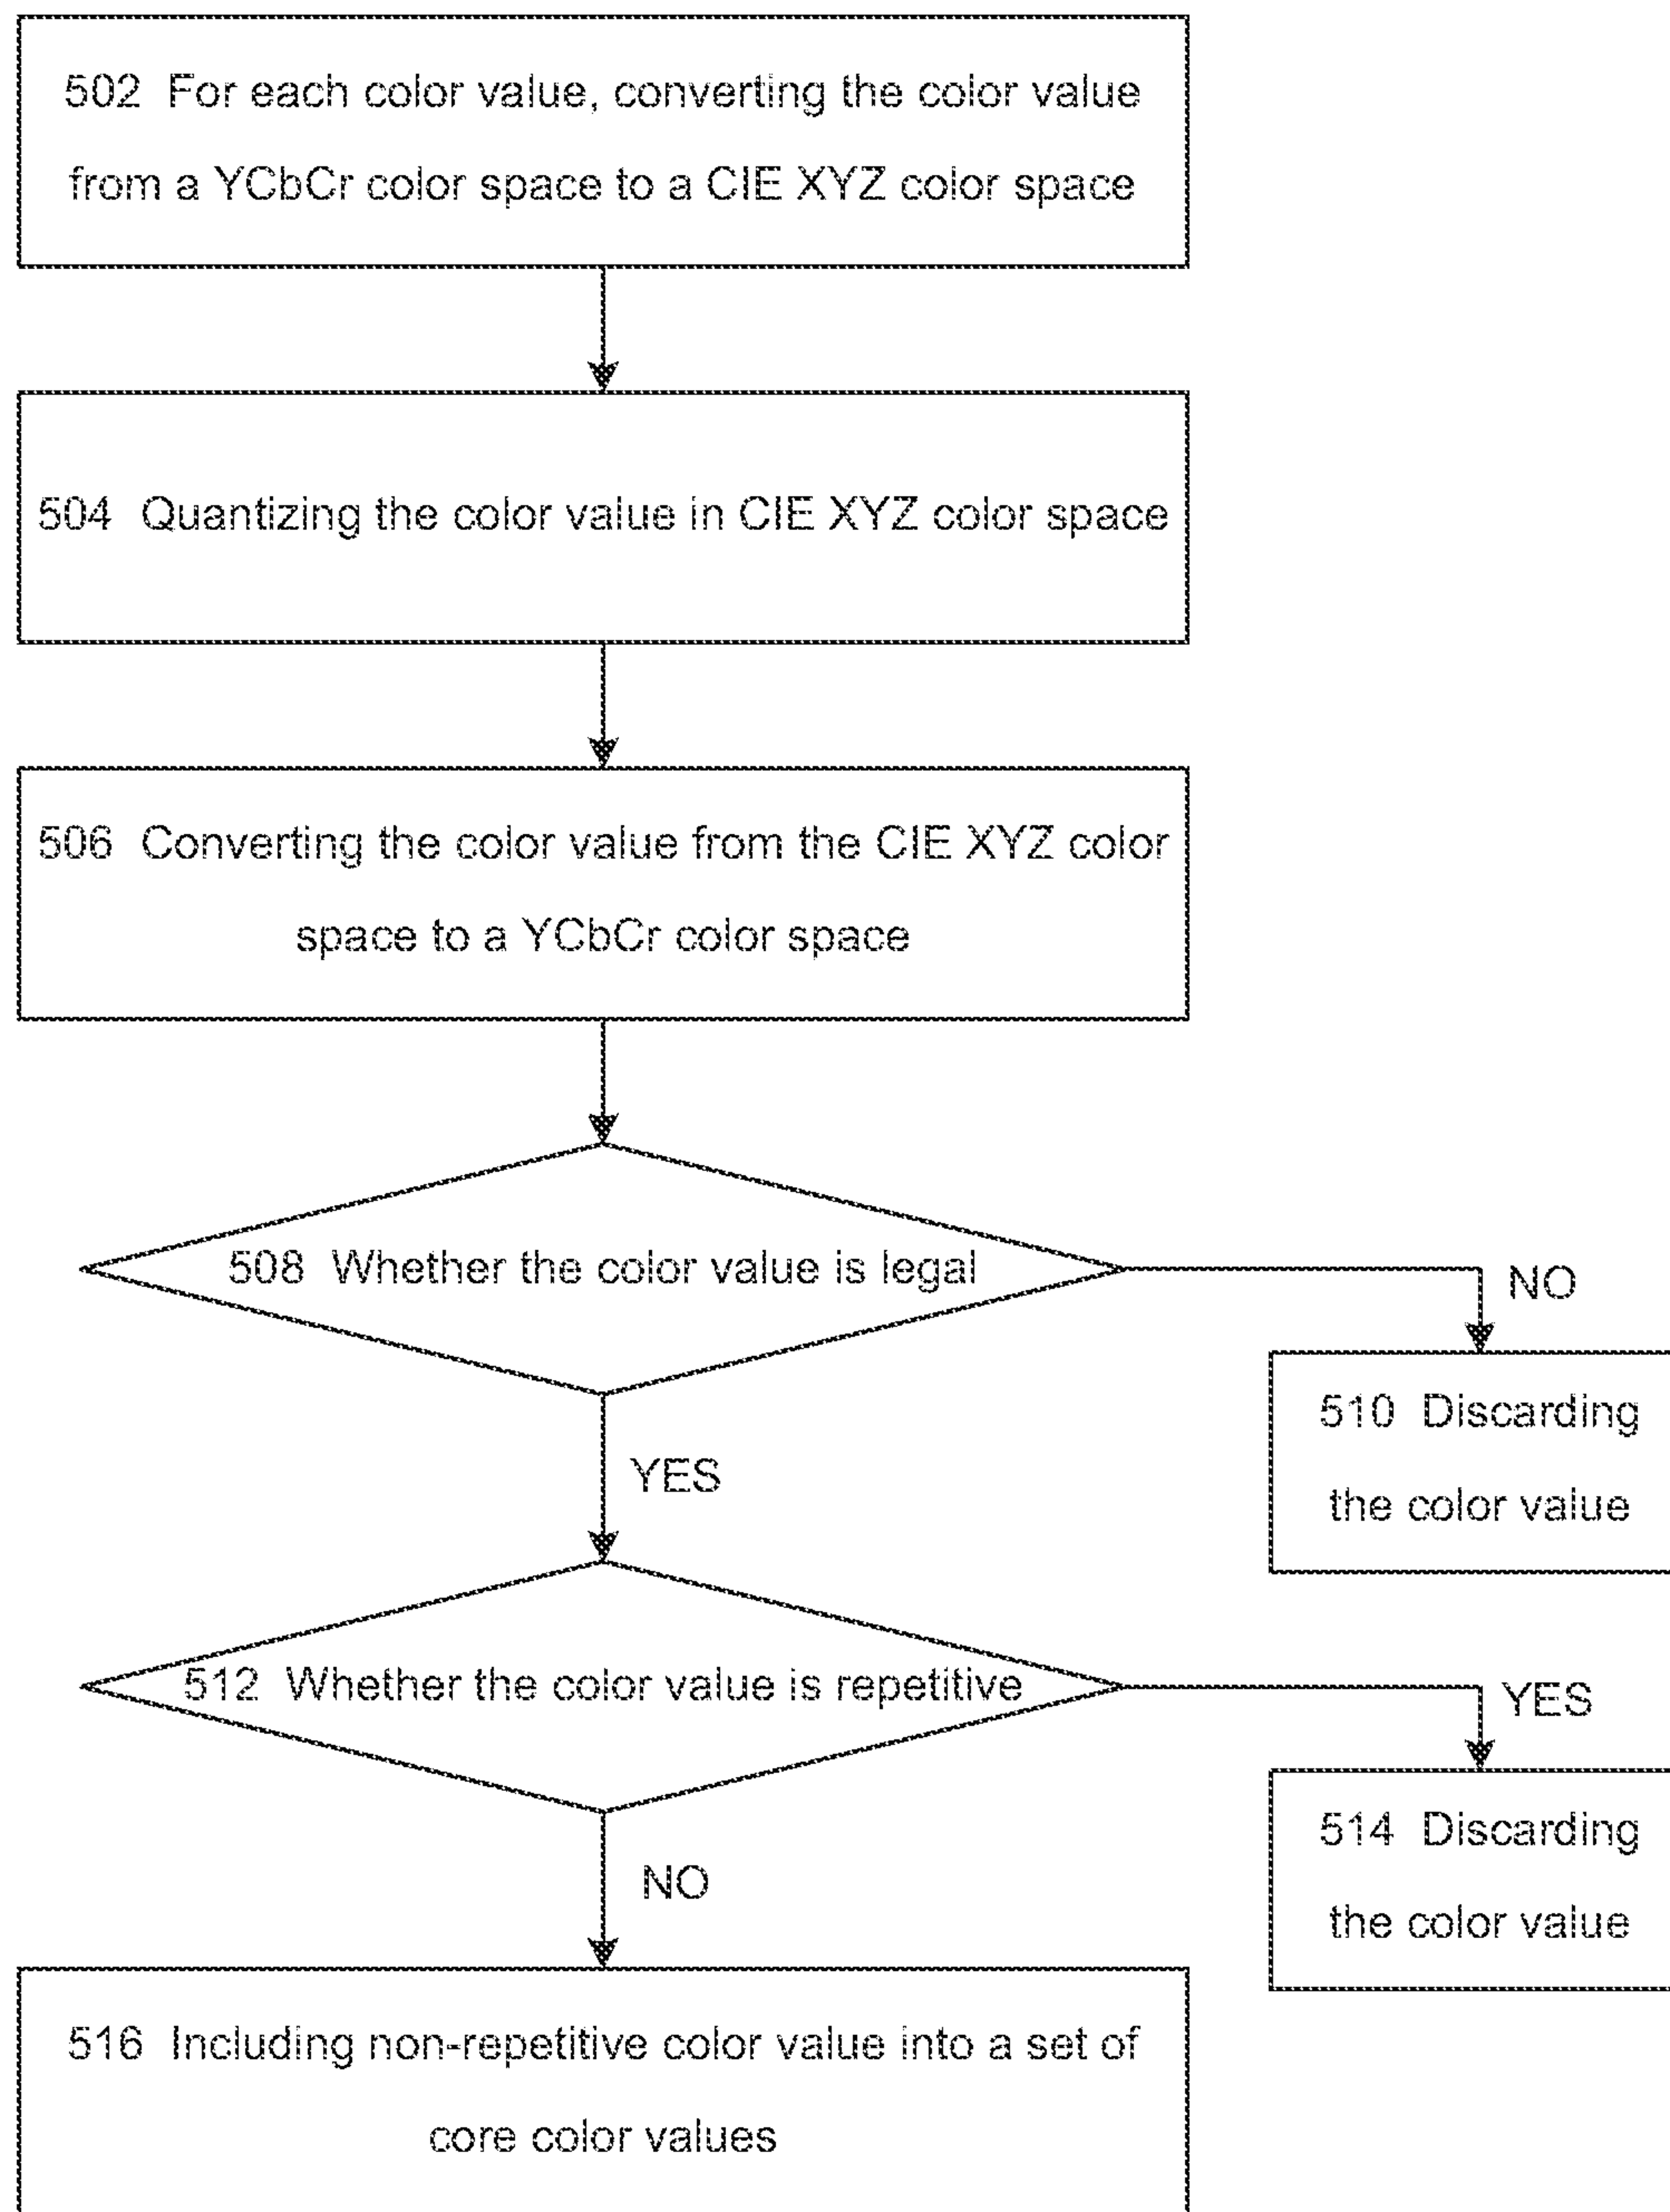 502 For each color value, converting the color value
from a YCbCr color space to a CIE XYZ color space
504 Quantizing the color value in CIE XYZ color space
506 Converting the color value from the CIE XYZ color
space to a YCbCr color space
508 Whether the color value is legal
NO
510 Discarding
the color value
YES
512 Whether the color value is repetitive
YES
514 Discarding
the color value
NO
516 Including non-repetitive color value into a set of
core color values